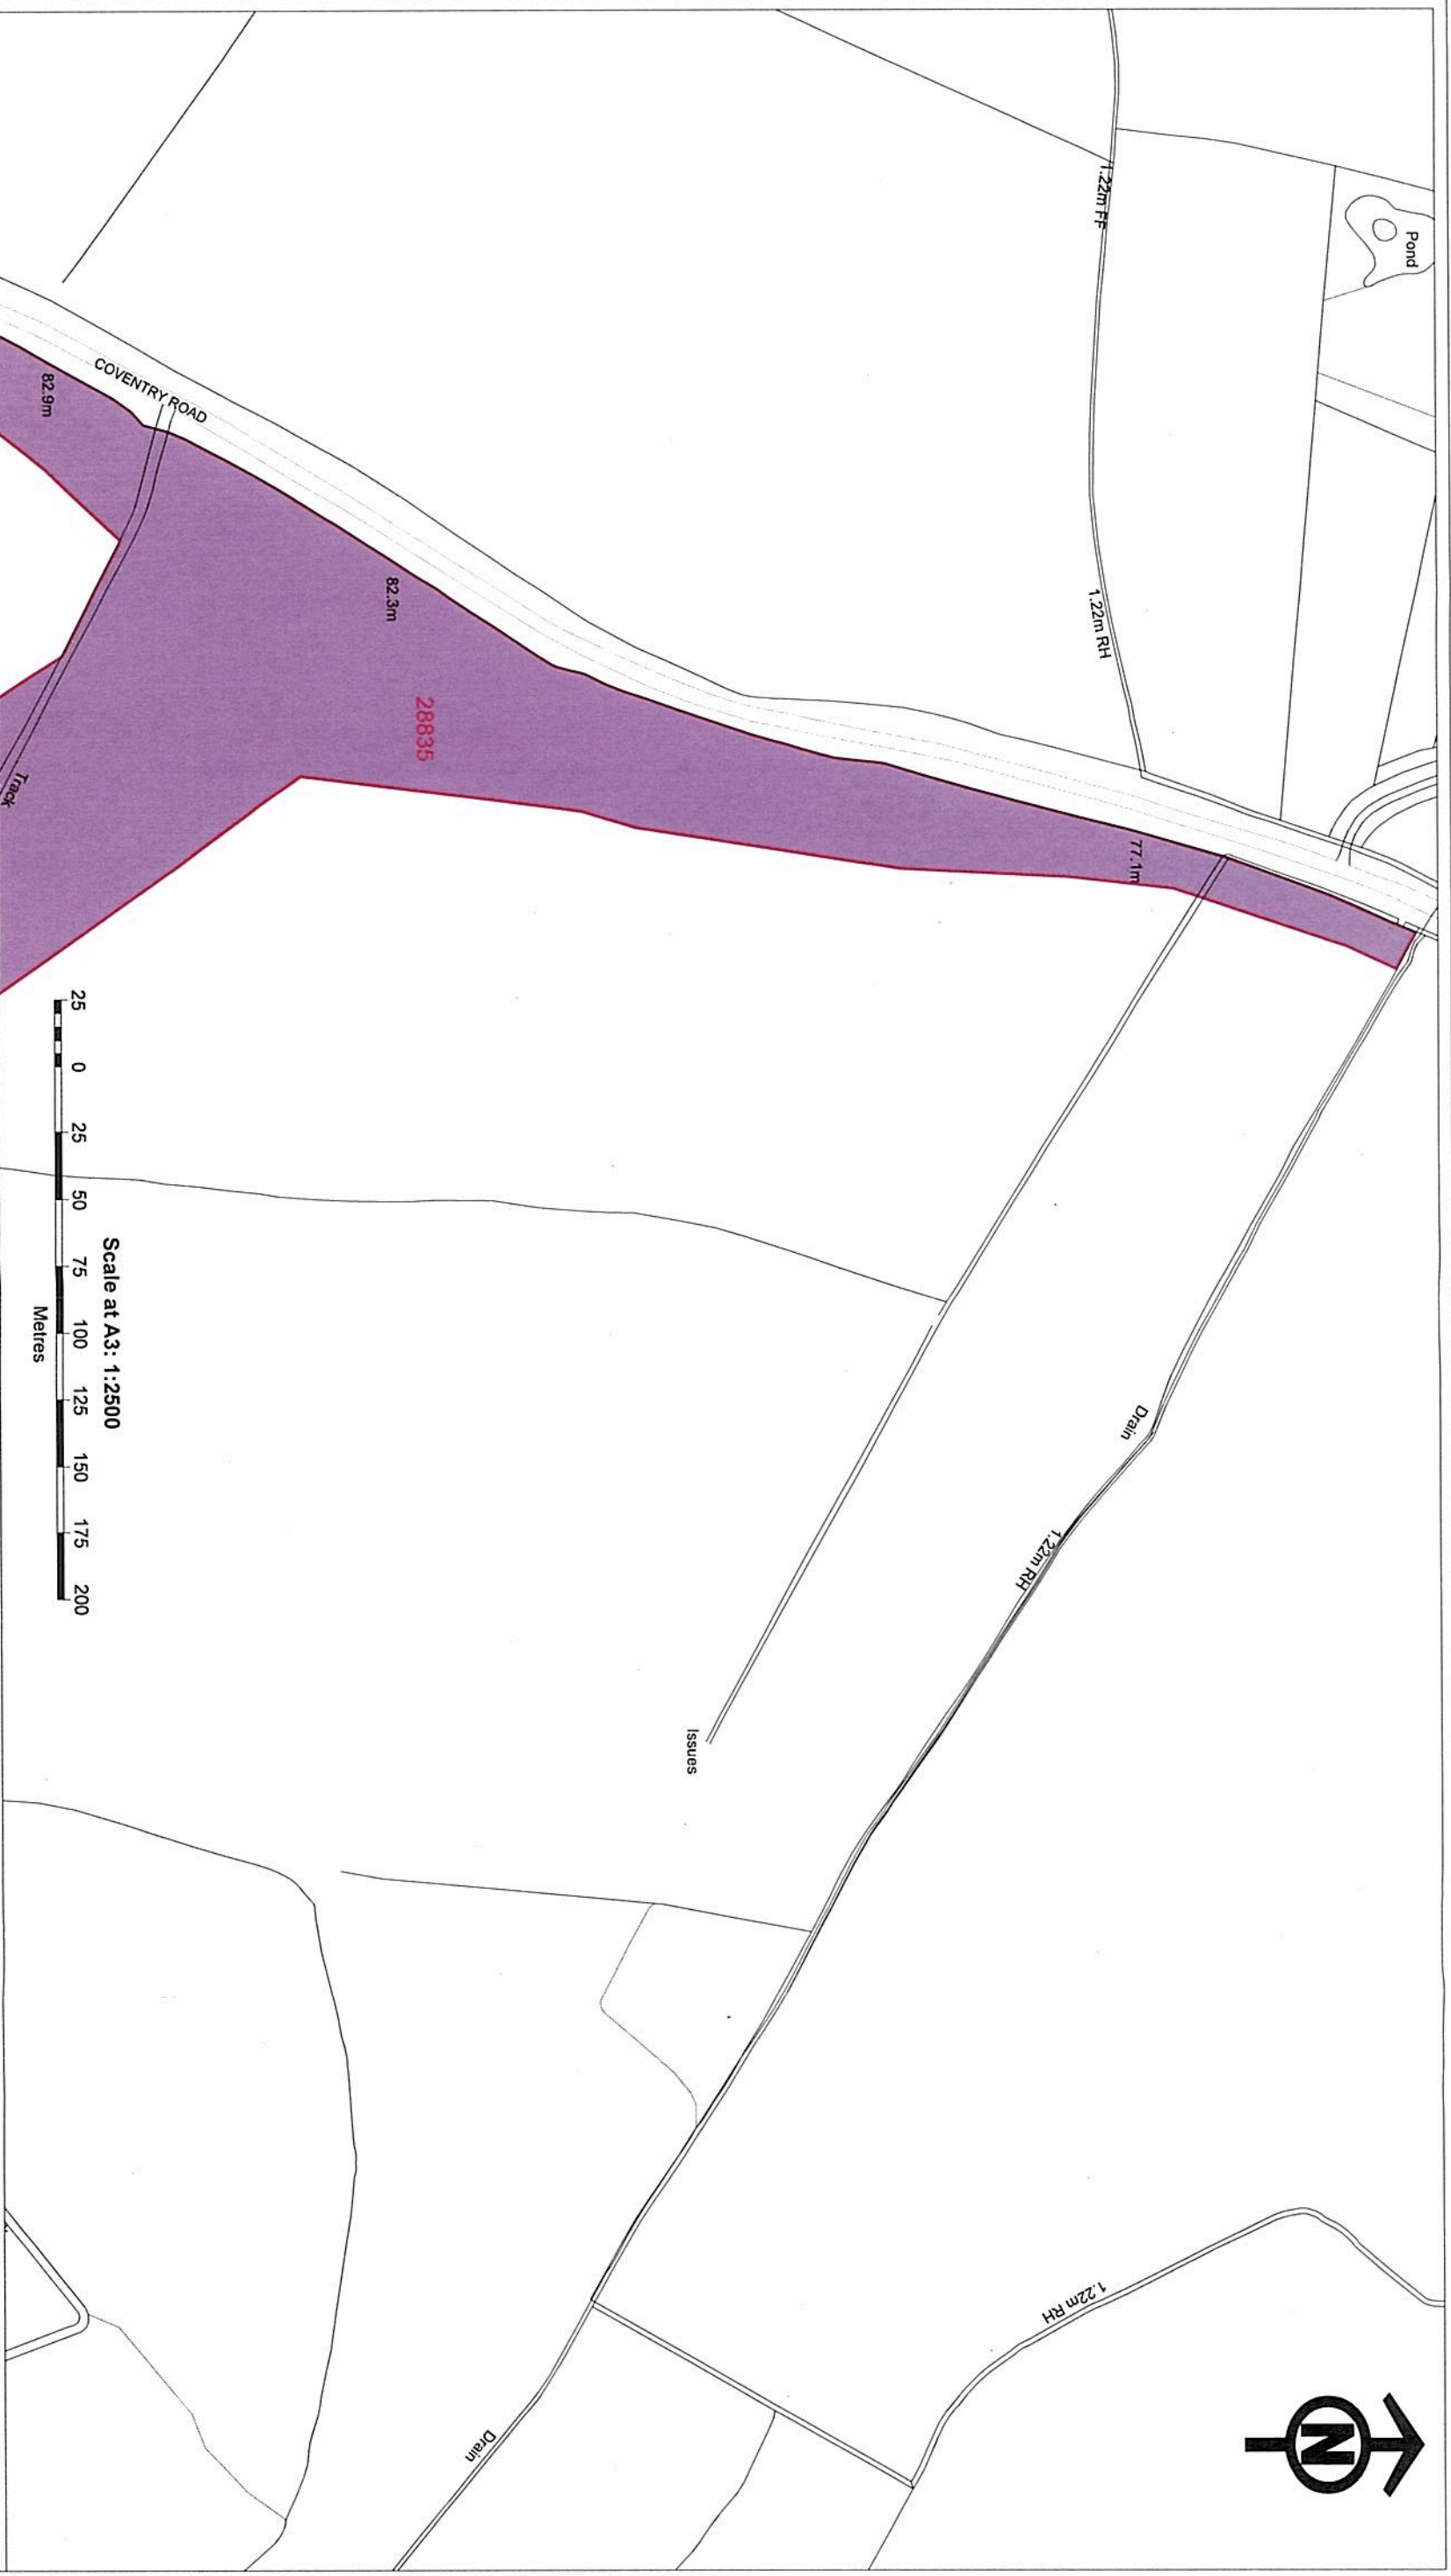 Pond
1.22m FF
1.22m RH
COVENTRY ROAD
82.9m
82.3m
77.1m
28835
Track
Drain
1.22m RH
Issues
1.22m RH
Drain
N
Scale at A3: 1:2500
25 0 25 50 75 100 125 150 175 200
Metres